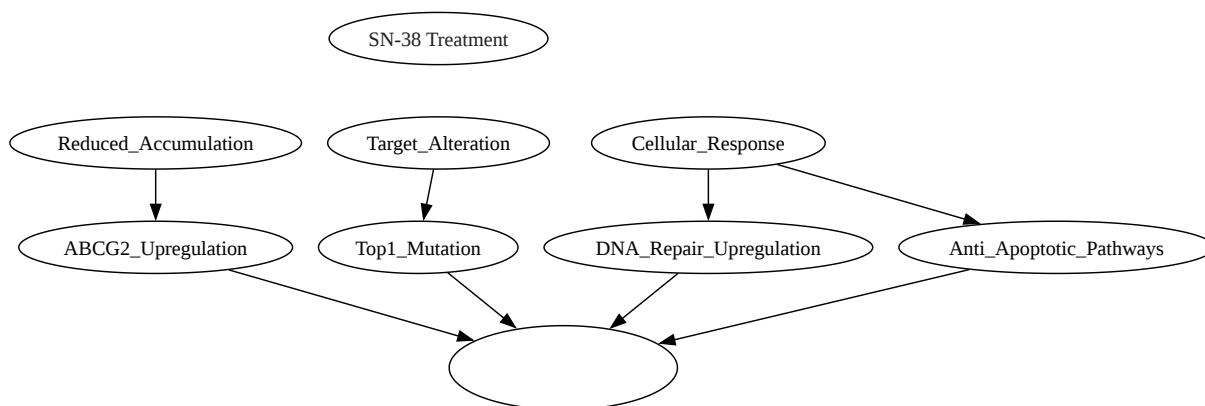 SN-38 Treatment
Reduced_Accumulation
Target_Alteration
Cellular_Response
ABCG2_Upregulation
Top1_Mutation
DNA_Repair_Upregulation
Anti_Apoptotic_Pathways